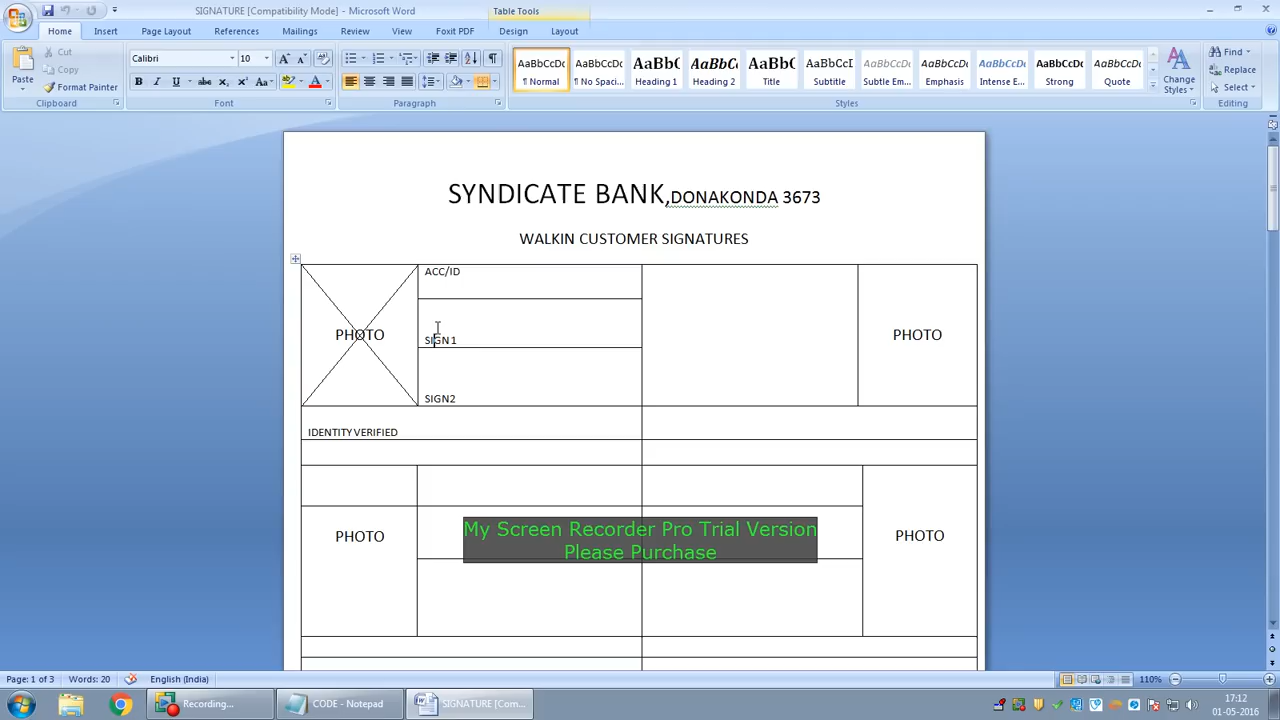 SIGNATURE [Compatibility Mode] - Microsoft Word
Table Tools
Home Insert Page Layout References Mailings Review View Foxit PDF Design Layout
Paste
Cut
Copy
Format Painter
Clipboard
Calibri 10
B I U abc x₂ x² Aa
Font
Paragraph
AaBbCcDc AaBbCcDc AaBbCc AaBbCc AaBbC AaBbCcI AaBbCcDc AaBbCcDc AaBbCcDc AaBbCcDc AaBbCcDc
¶ Normal ¶ No Spaci... Heading 1 Heading 2 Title Subtitle Subtle Em... Emphasis Intense E... Strong Quote
Change Styles
Styles
Find
Replace
Select
Editing
SYNDICATE BANK,DONAKONDA 3673
WALKIN CUSTOMER SIGNATURES
ACC/ID
PHOTO
SIGN1
PHOTO
SIGN2
IDENTITY VERIFIED
My Screen Recorder Pro Trial Version
Please Purchase
PHOTO
PHOTO
Page: 1 of 3 Words: 20 English (India) 110%
Recording... CODE - Notepad SIGNATURE [Com...
17:12
01-05-2016